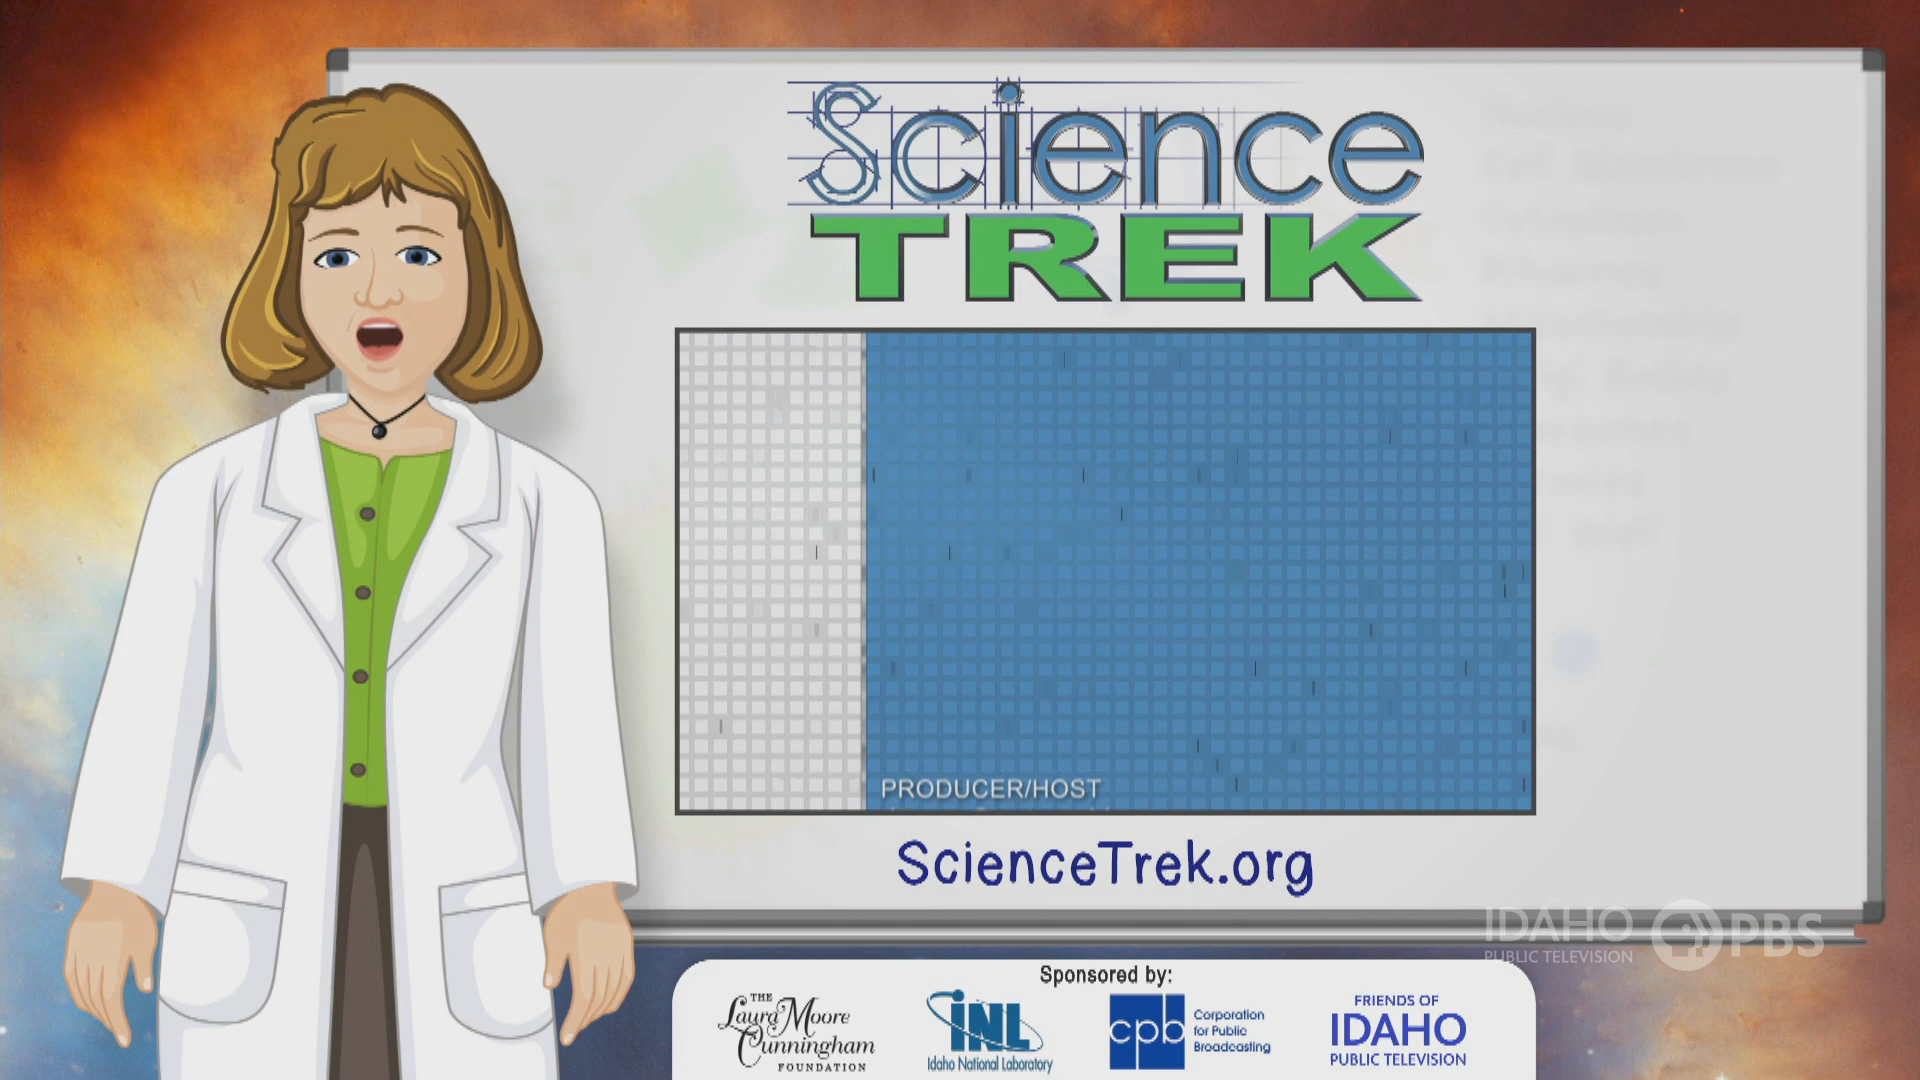 Science
TREK
PRODUCER/HOST
ScienceTrek.org
IDAHO
PUBLIC TELEVISION
PBS
Sponsored by:
THE
Laura Moore
Cunningham
FOUNDATION
INL
Idaho National Laboratory
cpb
Corporation
for Public
Broadcasting
FRIENDS OF
IDAHO
PUBLIC TELEVISION